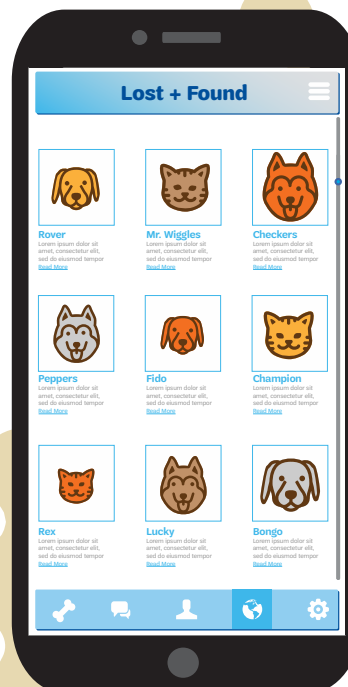 Lost + Found
Rover
Lorem ipsum dolor sit
amet, consectetur elit,
sed do eiusmod tempor
Read More
Mr. Wiggles
Lorem ipsum dolor sit
amet, consectetur elit,
sed do eiusmod tempor
Read More
Checkers
Lorem ipsum dolor sit
amet, consectetur elit,
sed do eiusmod tempor
Read More
Peppers
Lorem ipsum dolor sit
amet, consectetur elit,
sed do eiusmod tempor
Read More
Fido
Lorem ipsum dolor sit
amet, consectetur elit,
sed do eiusmod tempor
Read More
Champion
Lorem ipsum dolor sit
amet, consectetur elit,
sed do eiusmod tempor
Read More
Rex
Lorem ipsum dolor sit
amet, consectetur elit,
sed do eiusmod tempor
Read More
Lucky
Lorem ipsum dolor sit
amet, consectetur elit,
sed do eiusmod tempor
Read More
Bongo
Lorem ipsum dolor sit
amet, consectetur elit,
sed do eiusmod tempor
Read More